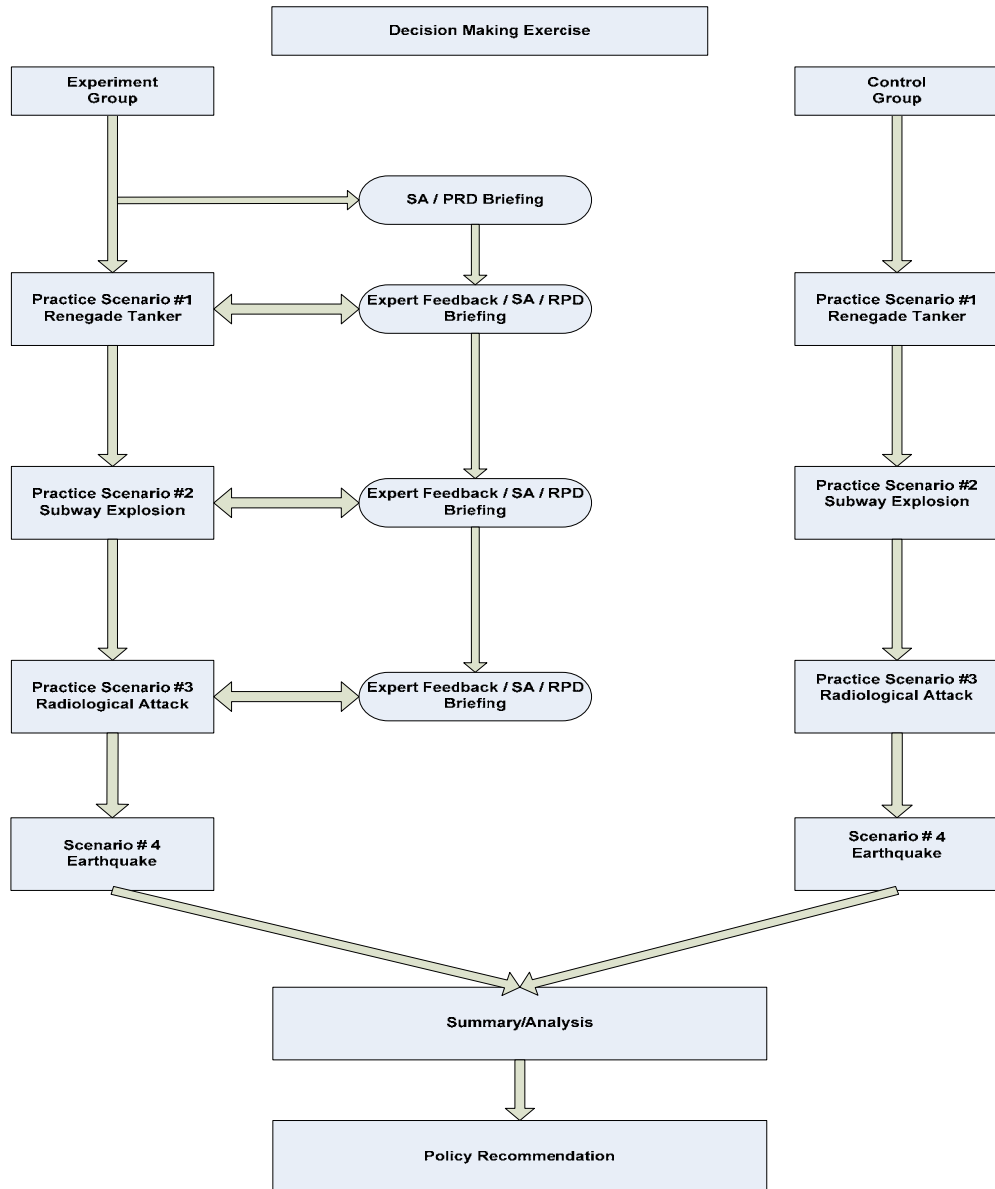 Decision Making Exercise
Experiment
Group
Control
Group
SA / PRD Briefing
Practice Scenario #1
Renegade Tanker
Expert Feedback / SA / RPD
Briefing
Practice Scenario #1
Renegade Tanker
Practice Scenario #2
Subway Explosion
Expert Feedback / SA / RPD
Briefing
Practice Scenario #2
Subway Explosion
Practice Scenario #3
Radiological Attack
Expert Feedback / SA / RPD
Briefing
Practice Scenario #3
Radiological Attack
Scenario # 4
Earthquake
Scenario # 4
Earthquake
Summary/Analysis
Policy Recommendation